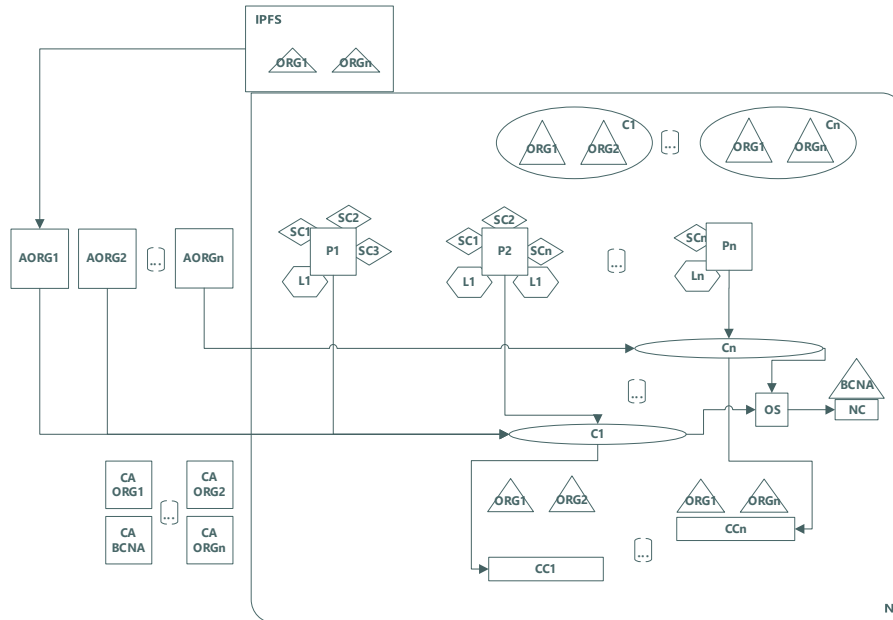 IPFS
ORG1 ORGn
C1 Cn
ORG1 ORG2 ... ORG1 ORGn
SC2 SC2
SC1 SC1 SCn
AORG1 AORG2 ... AORGn P1 SC3 P2 SCn ... Pn
L1 L1 L1 Ln
Cn
BCNA
...
OS NC
C1
CA
ORG1
CA
ORG2
...
CA
BCNA
CA
ORGn
ORG1 ORG2 ORG1 ORGn
CCn
...
CC1
N